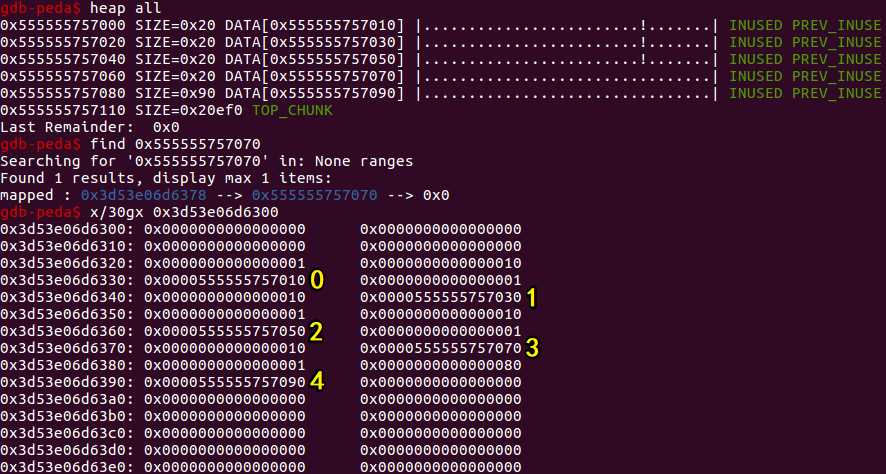 gdb-peda$ heap all
0x555555757000 SIZE=0x20 DATA[0x555555757010] |........................!.......| INUSED PREV_INUSE
0x555555757020 SIZE=0x20 DATA[0x555555757030] |........................!.......| INUSED PREV_INUSE
0x555555757040 SIZE=0x20 DATA[0x555555757050] |........................!.......| INUSED PREV_INUSE
0x555555757060 SIZE=0x20 DATA[0x555555757070] |................................| INUSED PREV_INUSE
0x555555757080 SIZE=0x90 DATA[0x555555757090] |................................| INUSED PREV_INUSE
0x555555757110 SIZE=0x20ef0 TOP_CHUNK
Last Remainder:  0x0
gdb-peda$ find 0x555555757070
Searching for '0x555555757070' in: None ranges
Found 1 results, display max 1 items:
mapped : 0x3d53e06d6378 --> 0x555555757070 --> 0x0
gdb-peda$ x/30gx 0x3d53e06d6300
0x3d53e06d6300: 0x0000000000000000      0x0000000000000000
0x3d53e06d6310: 0x0000000000000000      0x0000000000000000
0x3d53e06d6320: 0x0000000000000001      0x0000000000000010
0x3d53e06d6330: 0x0000555555757010 0    0x0000000000000001
0x3d53e06d6340: 0x0000000000000010      0x0000555555757030 1
0x3d53e06d6350: 0x0000000000000001      0x0000000000000010
0x3d53e06d6360: 0x0000555555757050 2    0x0000000000000001
0x3d53e06d6370: 0x0000000000000010      0x0000555555757070 3
0x3d53e06d6380: 0x0000000000000001      0x0000000000000080
0x3d53e06d6390: 0x0000555555757090 4    0x0000000000000000
0x3d53e06d63a0: 0x0000000000000000      0x0000000000000000
0x3d53e06d63b0: 0x0000000000000000      0x0000000000000000
0x3d53e06d63c0: 0x0000000000000000      0x0000000000000000
0x3d53e06d63d0: 0x0000000000000000      0x0000000000000000
0x3d53e06d63e0: 0x0000000000000000      0x0000000000000000